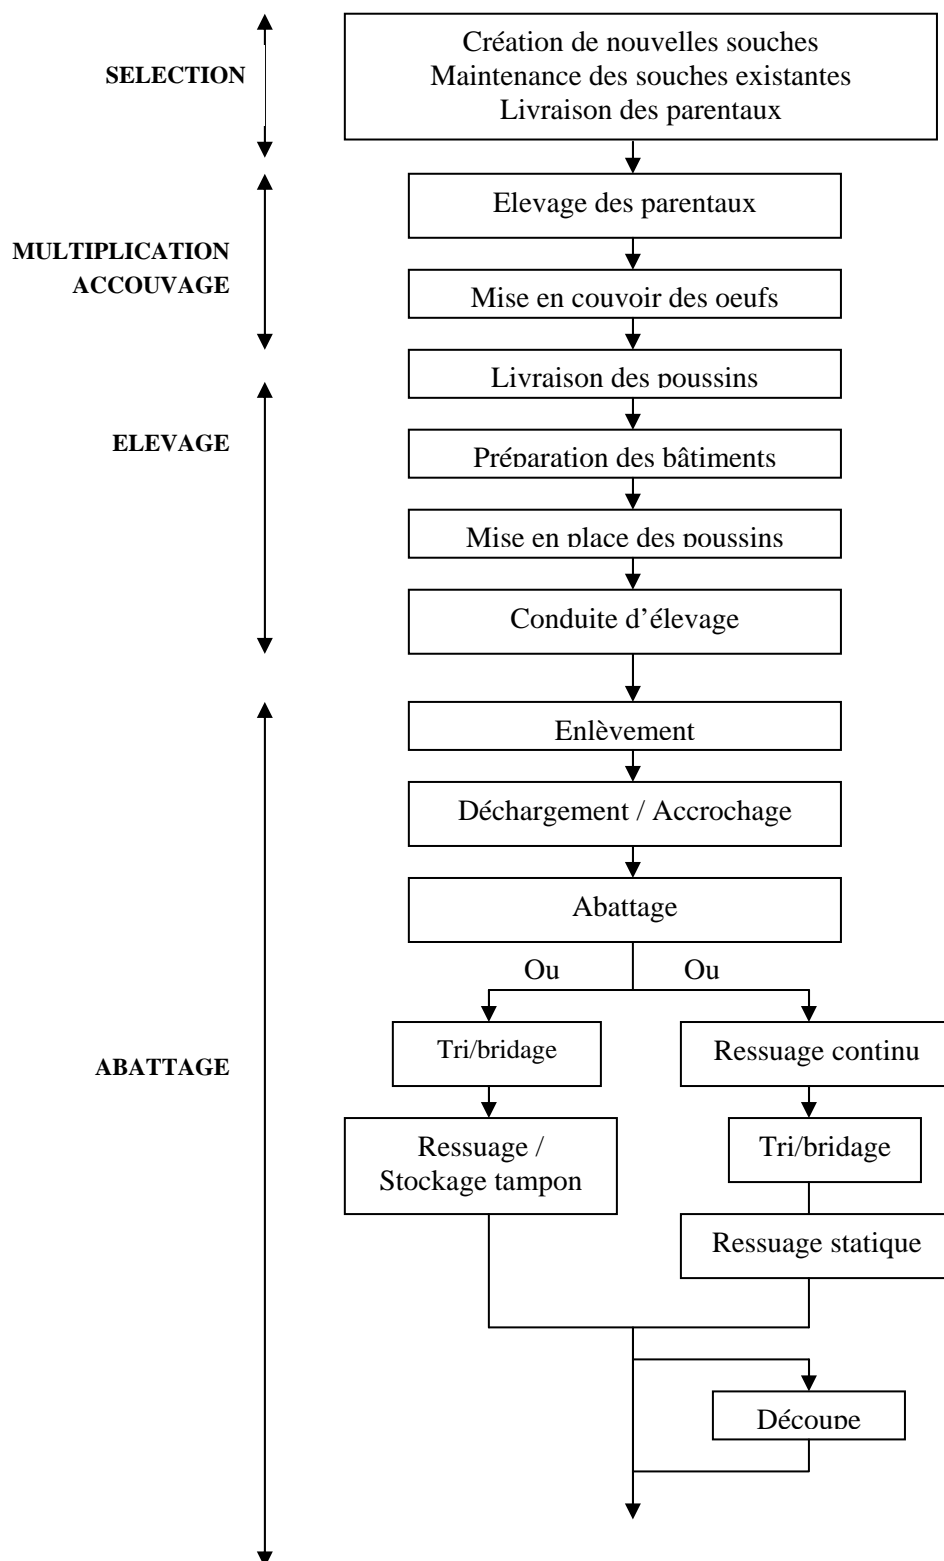 SELECTION
Création de nouvelles souches
Maintenance des souches existantes
Livraison des parentaux
MULTIPLICATION
ACCOUVAGE
Elevage des parentaux
Mise en couvoir des oeufs
ELEVAGE
Livraison des poussins
Préparation des bâtiments
Mise en place des poussins
Conduite d'élevage
ABATTAGE
Enlèvement
Déchargement / Accrochage
Abattage
Ou
Ou
Tri/bridage
Ressuage /
Stockage tampon
Ressuage continu
Tri/bridage
Ressuage statique
Découpe